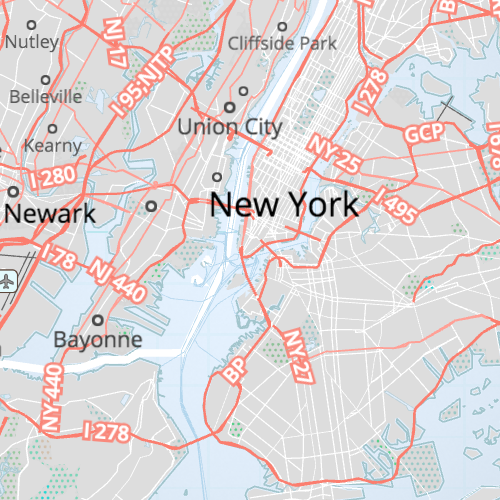 Nutley
NJ 17
Cliffside Park
B
I 95;NJTP
I 278
Belleville
Union City
GCP
Kearny
NY 25
I 280
I 495
Newark
New York
I 78
NJ 440
Bayonne
NY 27
BP
NY 440
I 278